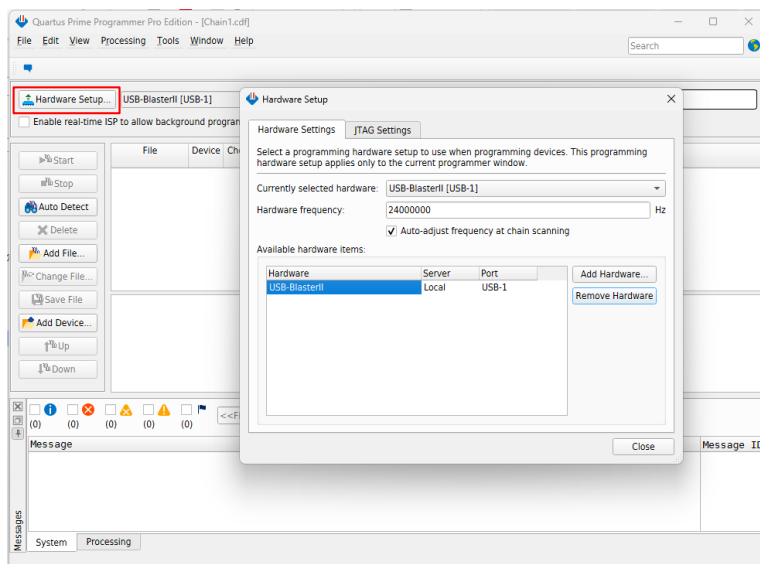 Quartus Prime Programmer Pro Edition - [Chain1.cdf]
File Edit View Processing Tools Window Help
Search
Hardware Setup... USB-BlasterII [USB-1]
Enable real-time ISP to allow background
File Device
Start
Stop
Auto Detect
Delete
Add File...
Change File...
Save File
Add Device...
Up
Down
Hardware Setup
Hardware Settings JTAG Settings
Select a programming hardware setup to use when programming devices. This programming
hardware setup applies only to the current programmer window.
Currently selected hardware: USB-BlasterII [USB-1]
Hardware frequency: 24000000 Hz
Auto-adjust frequency at chain scanning
Available hardware items:
Hardware Server Port
USB-BlasterII Local USB-1
Add Hardware...
Remove Hardware
Close
(0) (0) (0) (0) (0)
Message Message ID
Messages
System Processing